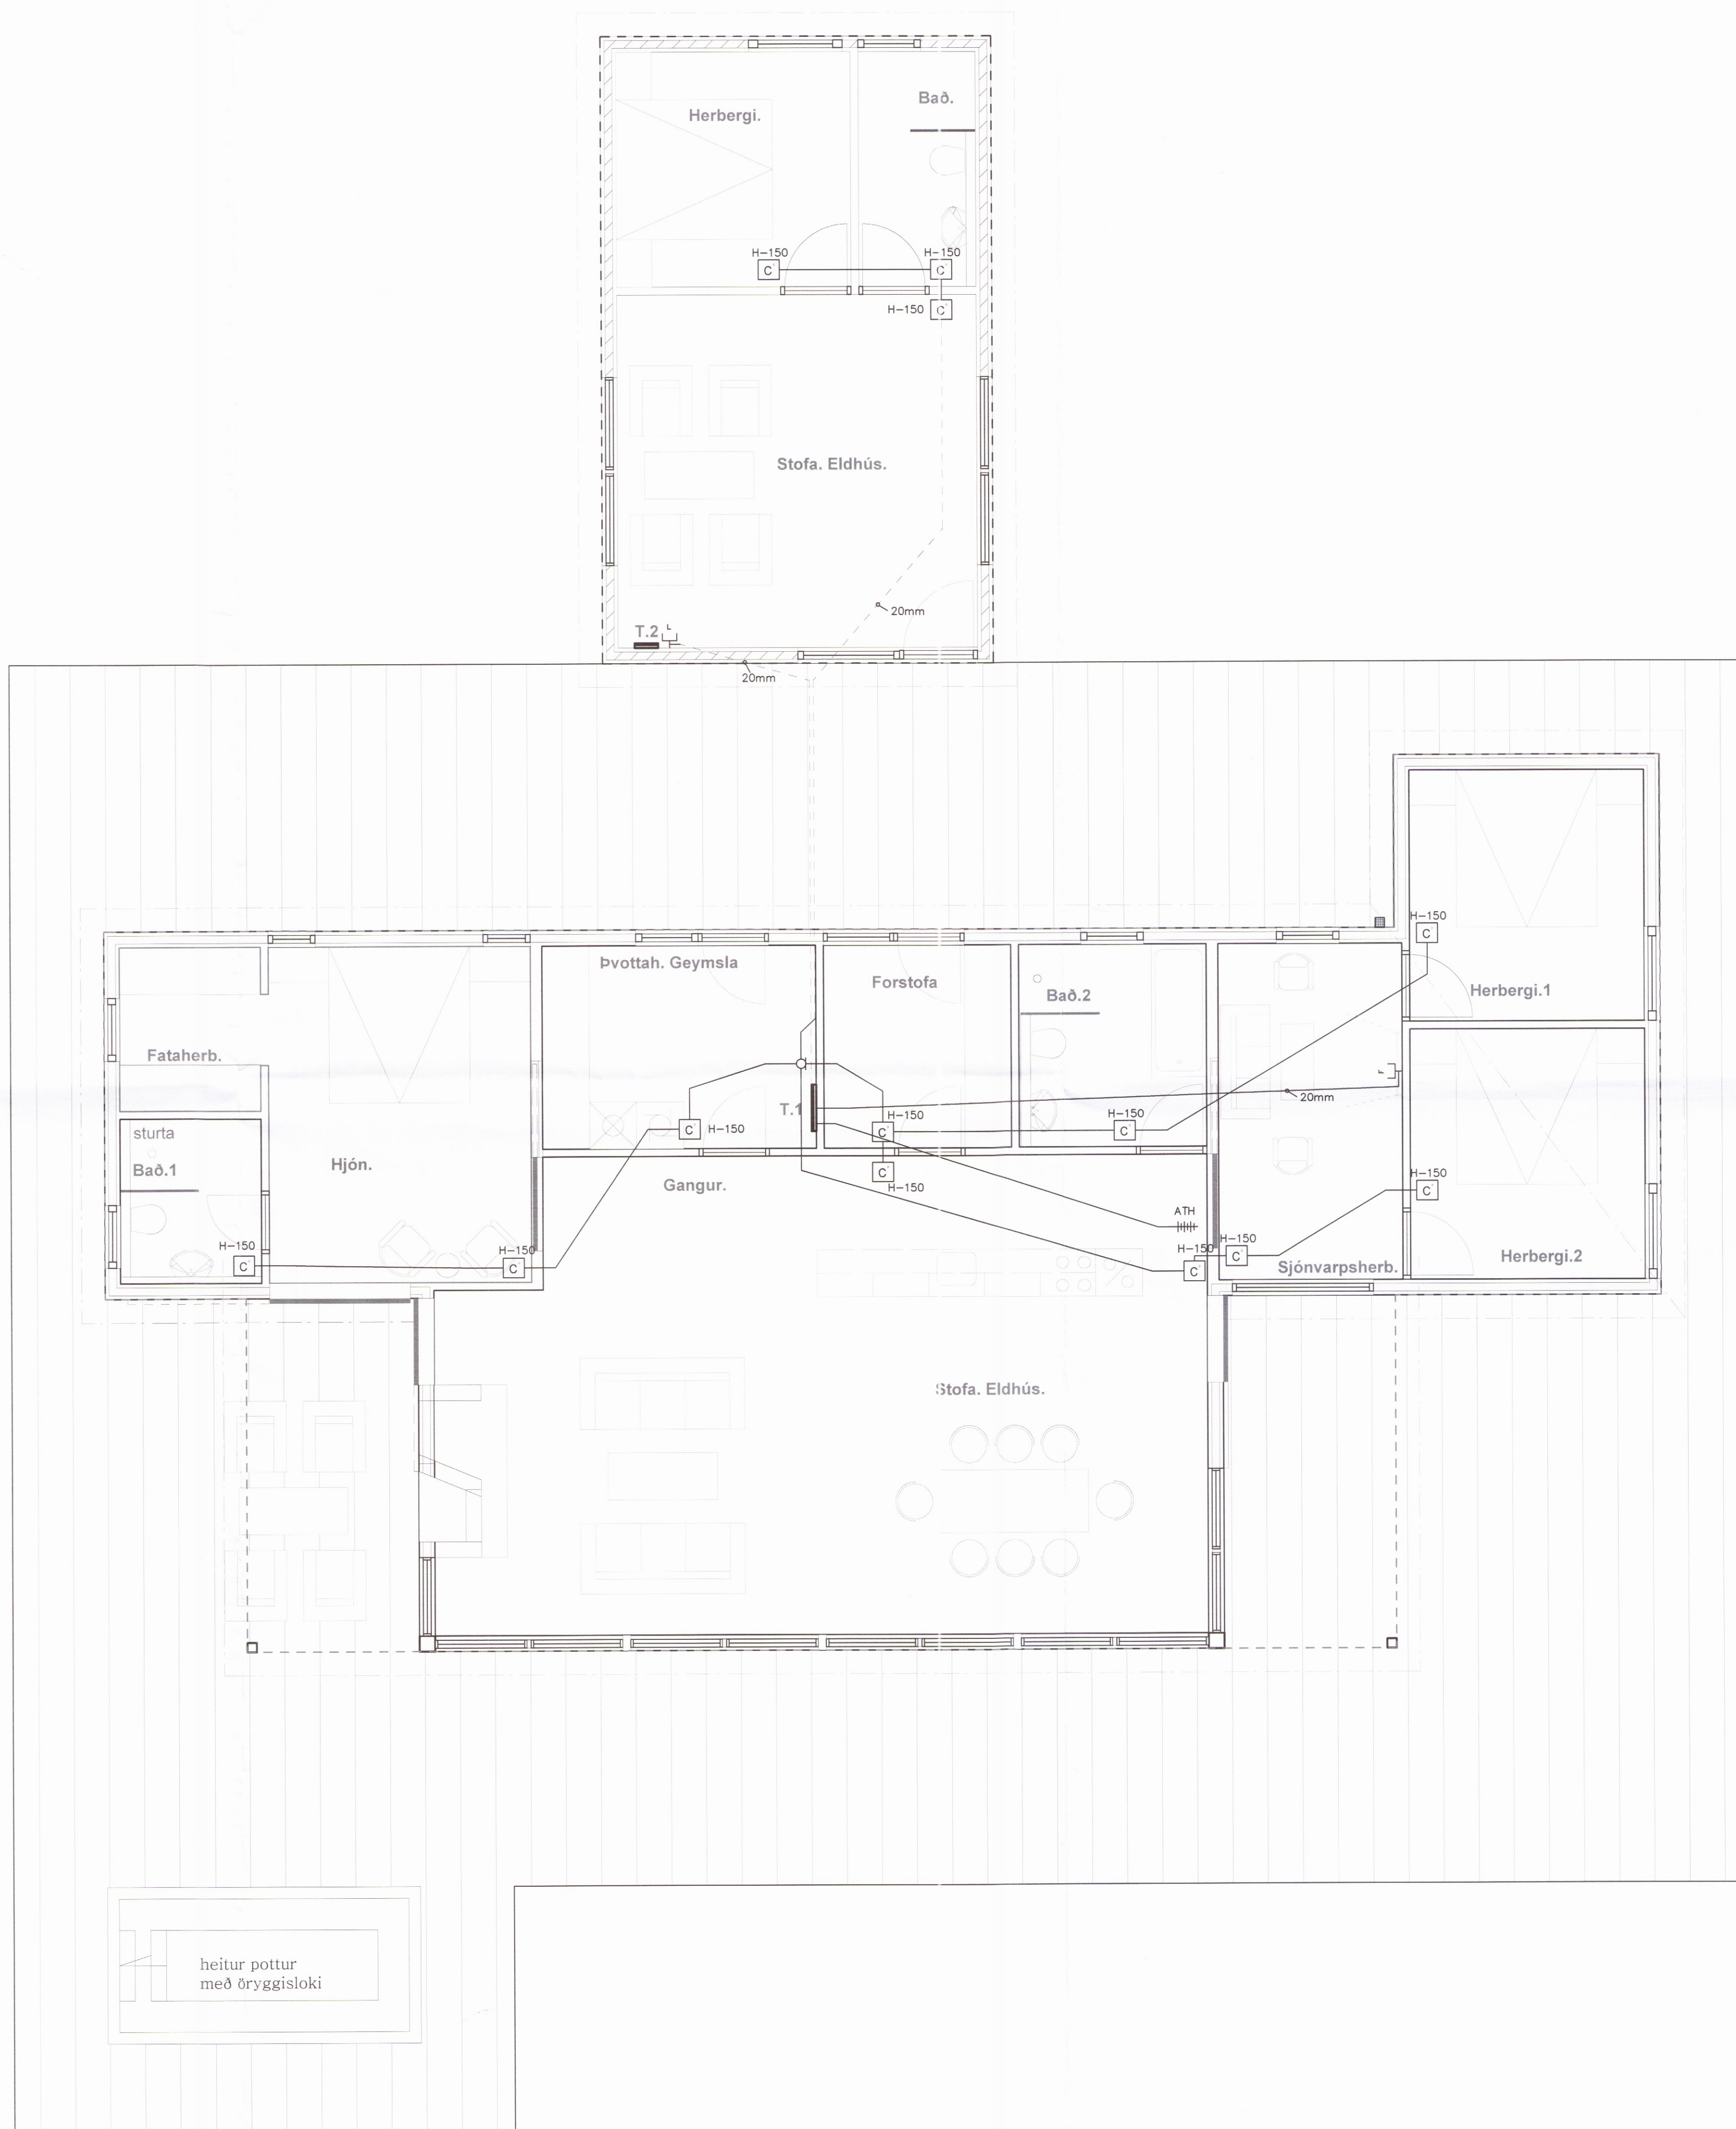 Bað.
Herbergi.
H-150
C°
H-150
C°
H-150
C°
Stofa. Eldhús.
20mm
T.2
L
20mm
H-150
C°
Þvottah. Geymsla
Forstofa
Bað.2
Herbergi.1
Fataherb.
L
20mm
T.1
H-150
C°
H-150
C°
H-150
C°
sturta
Bað.1
Hjón.
Gangur.
C°
H-150
H-150
C°
ATH
H-150
C°
H-150
C°
H-150
C°
H-150
C°
Sjónvarpsherb.
Herbergi.2
Stofa. Eldhús.
heitur pottur
með öryggisloki